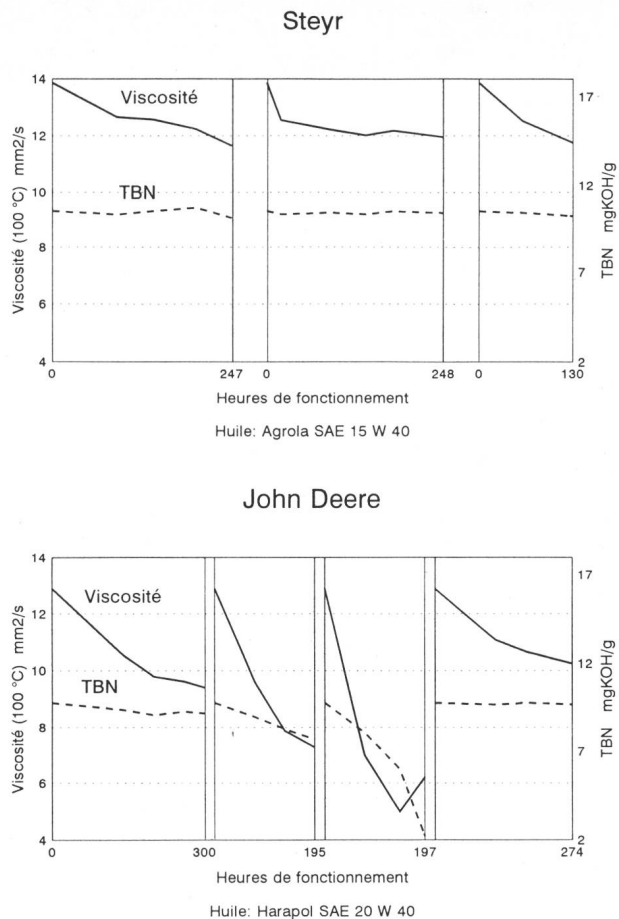 Steyr
Viscosité (100 °C) mm2/s
14
12
10
8
6
4
Viscosité
TBN
17
12
7
2
TBN mgKOH/g
0 247 0 248 0 130
Heures de fonctionnement
Huile: Agrola SAE 15 W 40
John Deere
Viscosité (100 °C) mm2/s
14
12
10
8
6
4
Viscosité
TBN
17
12
7
2
TBN mgKOH/g
0 300 195 197 274
Heures de fonctionnement
Huile: Harapol SAE 20 W 40